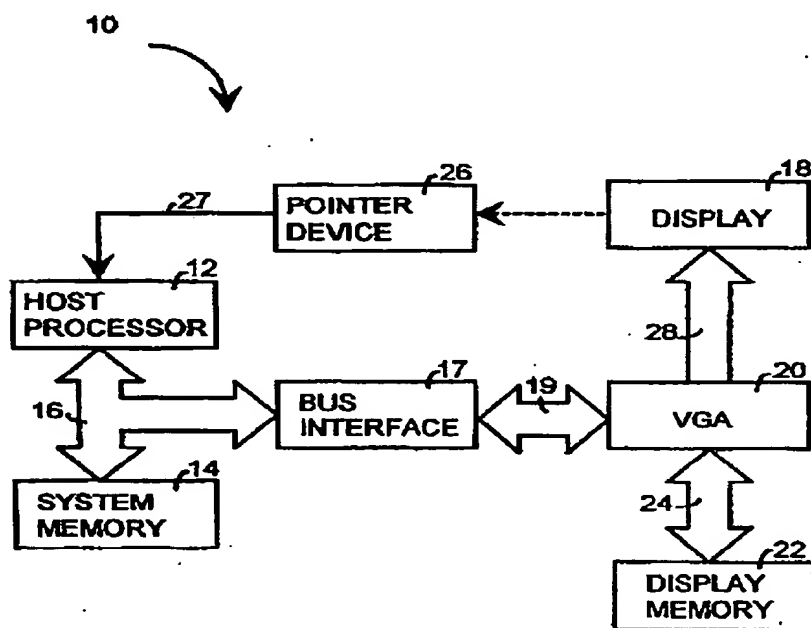 10
26
18
27
POINTER
DEVICE
DISPLAY
12
HOST
PROCESSOR
28
17
19
20
16
BUS
INTERFACE
VGA
14
SYSTEM
MEMORY
24
22
DISPLAY
MEMORY